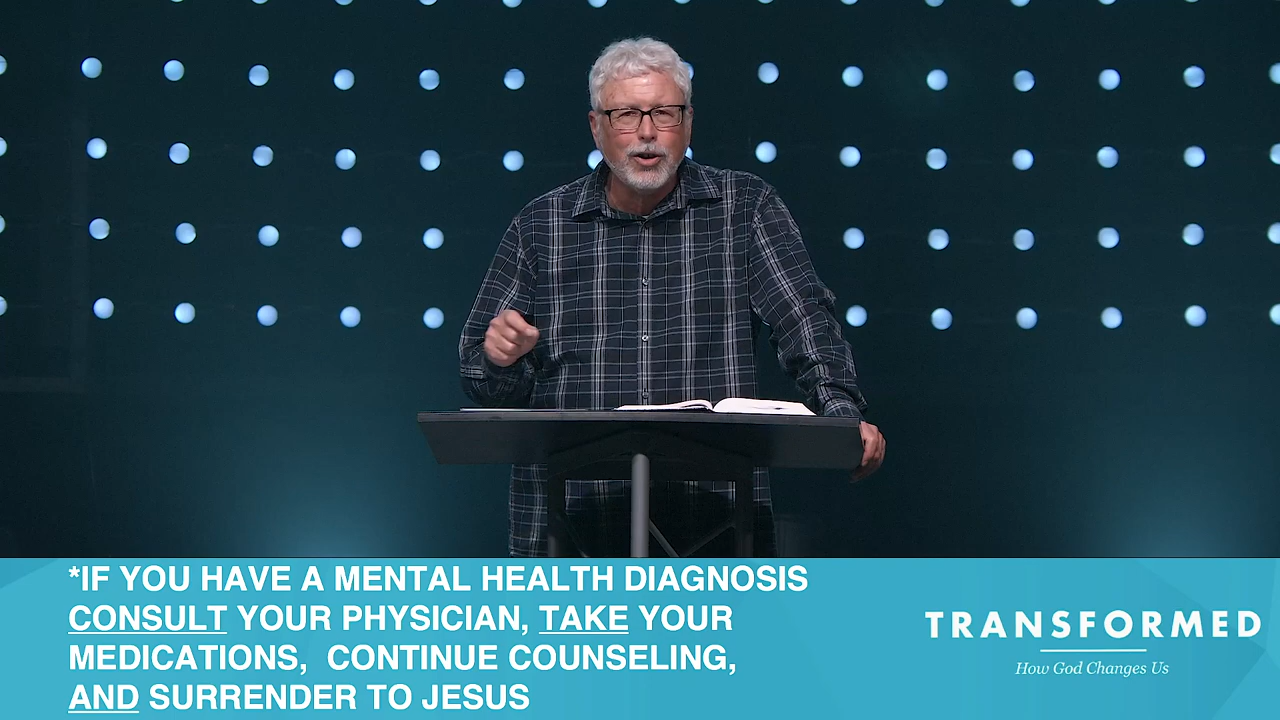 *IF YOU HAVE A MENTAL HEALTH DIAGNOSIS
CONSULT YOUR PHYSICIAN, TAKE YOUR
MEDICATIONS,  CONTINUE COUNSELING,
AND SURRENDER TO JESUS
TRANSFORMED
How God Changes Us